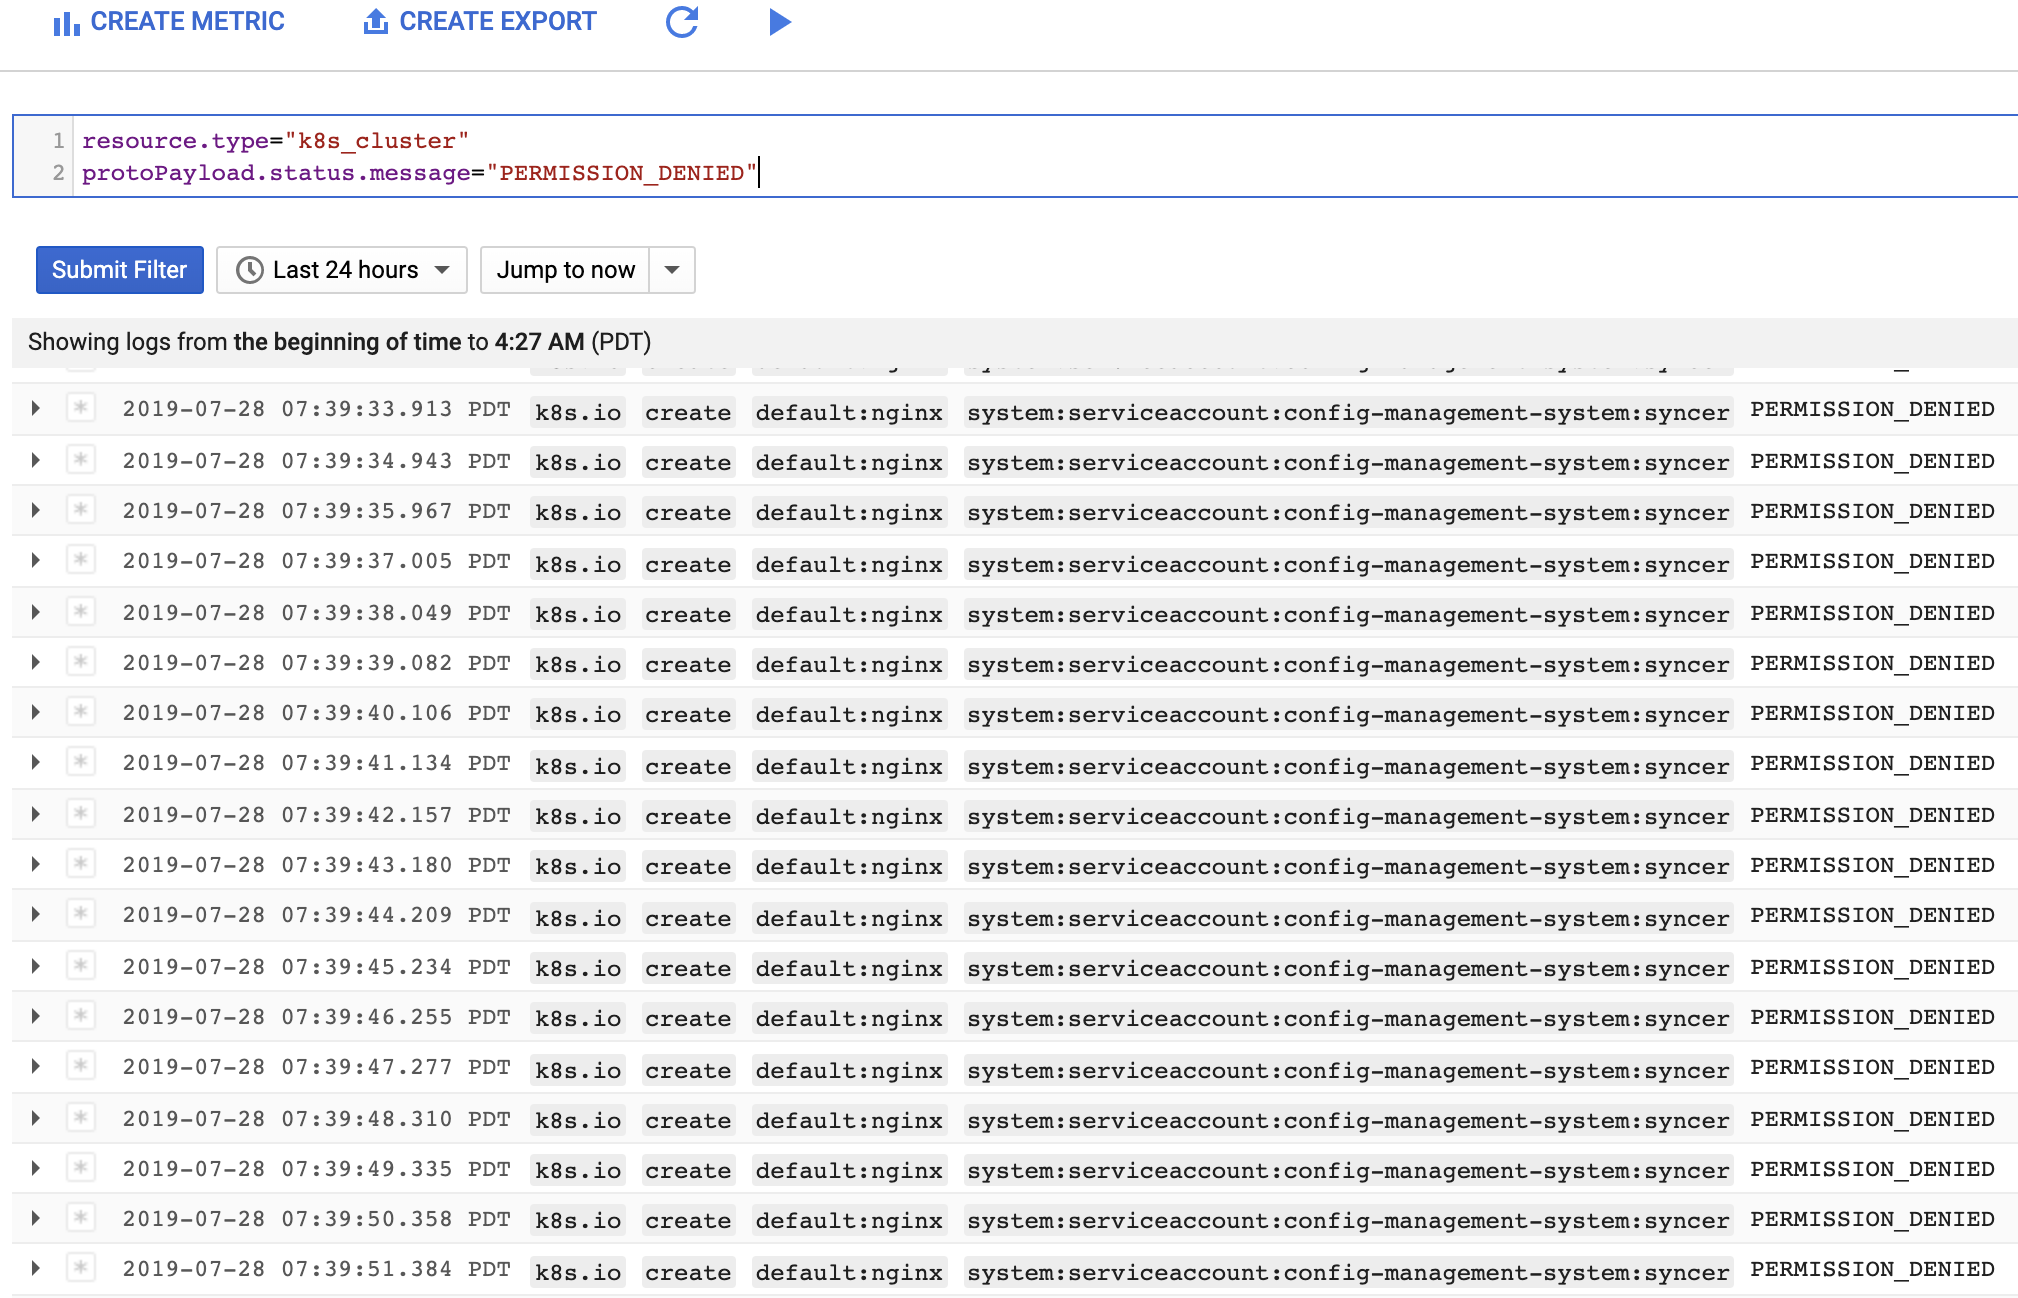 CREATE METRIC CREATE EXPORT
1 resource.type="k8s_cluster"
2 protoPayload.status.message="PERMISSION_DENIED"
Submit Filter Last 24 hours Jump to now
Showing logs from the beginning of time to 4:27 AM (PDT)
2019-07-28 07:39:33.913 PDT k8s.io create default:nginx system:serviceaccount:config-management-system:syncer PERMISSION_DENIED
2019-07-28 07:39:34.943 PDT k8s.io create default:nginx system:serviceaccount:config-management-system:syncer PERMISSION_DENIED
2019-07-28 07:39:35.967 PDT k8s.io create default:nginx system:serviceaccount:config-management-system:syncer PERMISSION_DENIED
2019-07-28 07:39:37.005 PDT k8s.io create default:nginx system:serviceaccount:config-management-system:syncer PERMISSION_DENIED
2019-07-28 07:39:38.049 PDT k8s.io create default:nginx system:serviceaccount:config-management-system:syncer PERMISSION_DENIED
2019-07-28 07:39:39.082 PDT k8s.io create default:nginx system:serviceaccount:config-management-system:syncer PERMISSION_DENIED
2019-07-28 07:39:40.106 PDT k8s.io create default:nginx system:serviceaccount:config-management-system:syncer PERMISSION_DENIED
2019-07-28 07:39:41.134 PDT k8s.io create default:nginx system:serviceaccount:config-management-system:syncer PERMISSION_DENIED
2019-07-28 07:39:42.157 PDT k8s.io create default:nginx system:serviceaccount:config-management-system:syncer PERMISSION_DENIED
2019-07-28 07:39:43.180 PDT k8s.io create default:nginx system:serviceaccount:config-management-system:syncer PERMISSION_DENIED
2019-07-28 07:39:44.209 PDT k8s.io create default:nginx system:serviceaccount:config-management-system:syncer PERMISSION_DENIED
2019-07-28 07:39:45.234 PDT k8s.io create default:nginx system:serviceaccount:config-management-system:syncer PERMISSION_DENIED
2019-07-28 07:39:46.255 PDT k8s.io create default:nginx system:serviceaccount:config-management-system:syncer PERMISSION_DENIED
2019-07-28 07:39:47.277 PDT k8s.io create default:nginx system:serviceaccount:config-management-system:syncer PERMISSION_DENIED
2019-07-28 07:39:48.310 PDT k8s.io create default:nginx system:serviceaccount:config-management-system:syncer PERMISSION_DENIED
2019-07-28 07:39:49.335 PDT k8s.io create default:nginx system:serviceaccount:config-management-system:syncer PERMISSION_DENIED
2019-07-28 07:39:50.358 PDT k8s.io create default:nginx system:serviceaccount:config-management-system:syncer PERMISSION_DENIED
2019-07-28 07:39:51.384 PDT k8s.io create default:nginx system:serviceaccount:config-management-system:syncer PERMISSION_DENIED